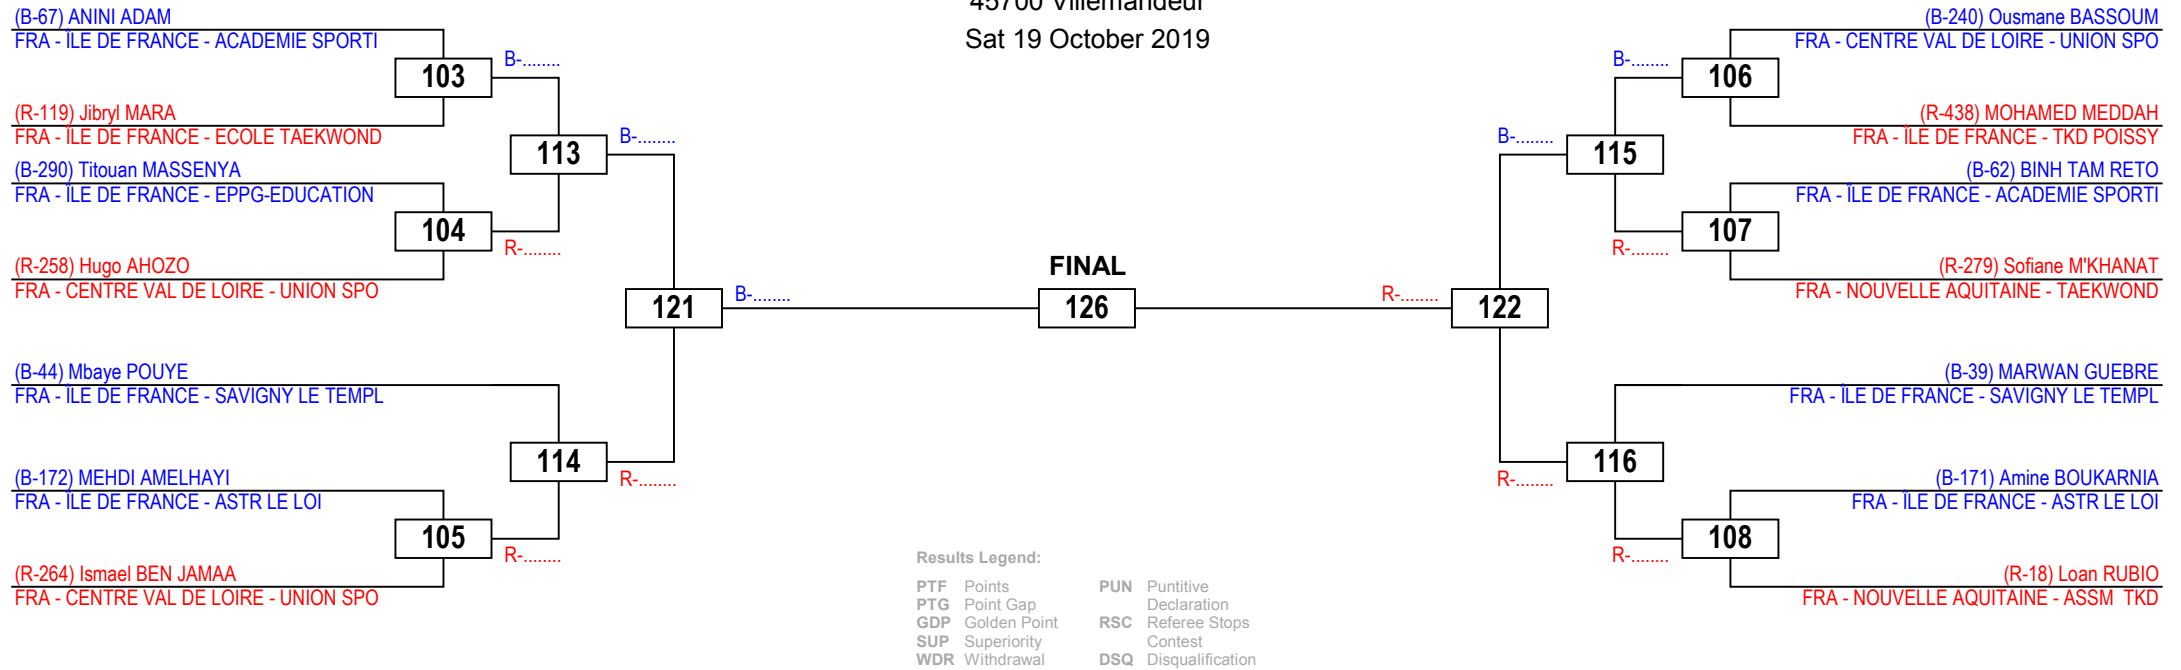 45700 Villemandeur
Sat 19 October 2019
(B-67) ANINI ADAM
FRA - ÎLE DE FRANCE - ACADEMIE SPORTI
103
B-........
(R-119) Jibryl MARA
FRA - ÎLE DE FRANCE - ECOLE TAEKWOND
113
B-........
(B-290) Titouan MASSENYA
FRA - ÎLE DE FRANCE - EPPG-EDUCATION
104
R-........
(R-258) Hugo AHOZO
FRA - CENTRE VAL DE LOIRE - UNION SPO
121
B-........
(B-44) Mbaye POUYE
FRA - ÎLE DE FRANCE - SAVIGNY LE TEMPL
114
R-........
(B-172) MEHDI AMELHAYI
FRA - ÎLE DE FRANCE - ASTR LE LOI
105
R-........
(R-264) Ismael BEN JAMAA
FRA - CENTRE VAL DE LOIRE - UNION SPO
FINAL
126
(B-240) Ousmane BASSOUM
FRA - CENTRE VAL DE LOIRE - UNION SPO
B-........
106
(R-438) MOHAMED MEDDAH
FRA - ÎLE DE FRANCE - TKD POISSY
B-........
115
(B-62) BINH TAM RETO
FRA - ÎLE DE FRANCE - ACADEMIE SPORTI
R-........
107
(R-279) Sofiane M'KHANAT
FRA - NOUVELLE AQUITAINE - TAEKWOND
R-........
122
(B-39) MARWAN GUEBRE
FRA - ÎLE DE FRANCE - SAVIGNY LE TEMPL
R-........
116
(B-171) Amine BOUKARNIA
FRA - ÎLE DE FRANCE - ASTR LE LOI
R-........
108
(R-18) Loan RUBIO
FRA - NOUVELLE AQUITAINE - ASSM TKD
Results Legend:
PTF Points
PTG Point Gap
GDP Golden Point
SUP Superiority
WDR Withdrawal
PUN Puntitive
Declaration
RSC Referee Stops
Contest
DSQ Disqualification